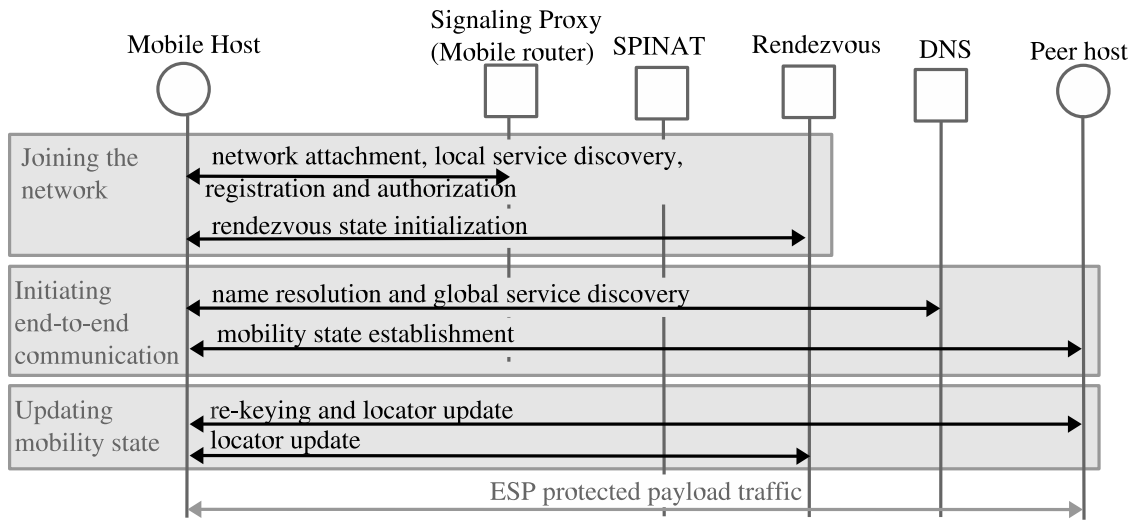 Signaling Proxy
Mobile Host
(Mobile router)
SPINAT
Rendezvous
DNS
Peer host
Joining the
network
network attachment, local service discovery,
registration and authorization
rendezvous state initialization
Initiating
end-to-end
communication
name resolution and global service discovery
mobility state establishment
Updating
mobility state
re-keying and locator update
locator update
ESP protected payload traffic